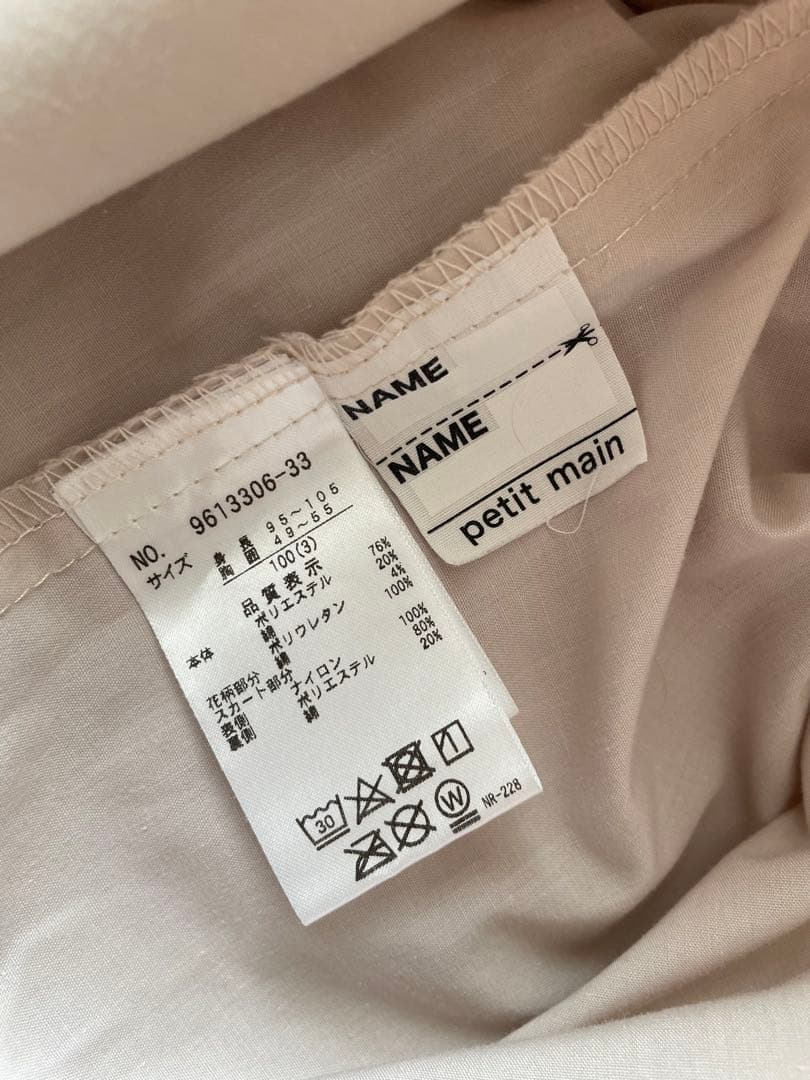 NO. 9613306-33
サイズ 身長 95~105
胸囲 49~55
100(3)
品質表示
本体 ポリエステル 76%
綿 20%
ポリウレタン 4%
花柄部分 綿 100%
スカート部分
表側 ナイロン 100%
裏側 ポリエステル 80%
綿 20%
30
W
NR-228
NAME
NAME
petit main